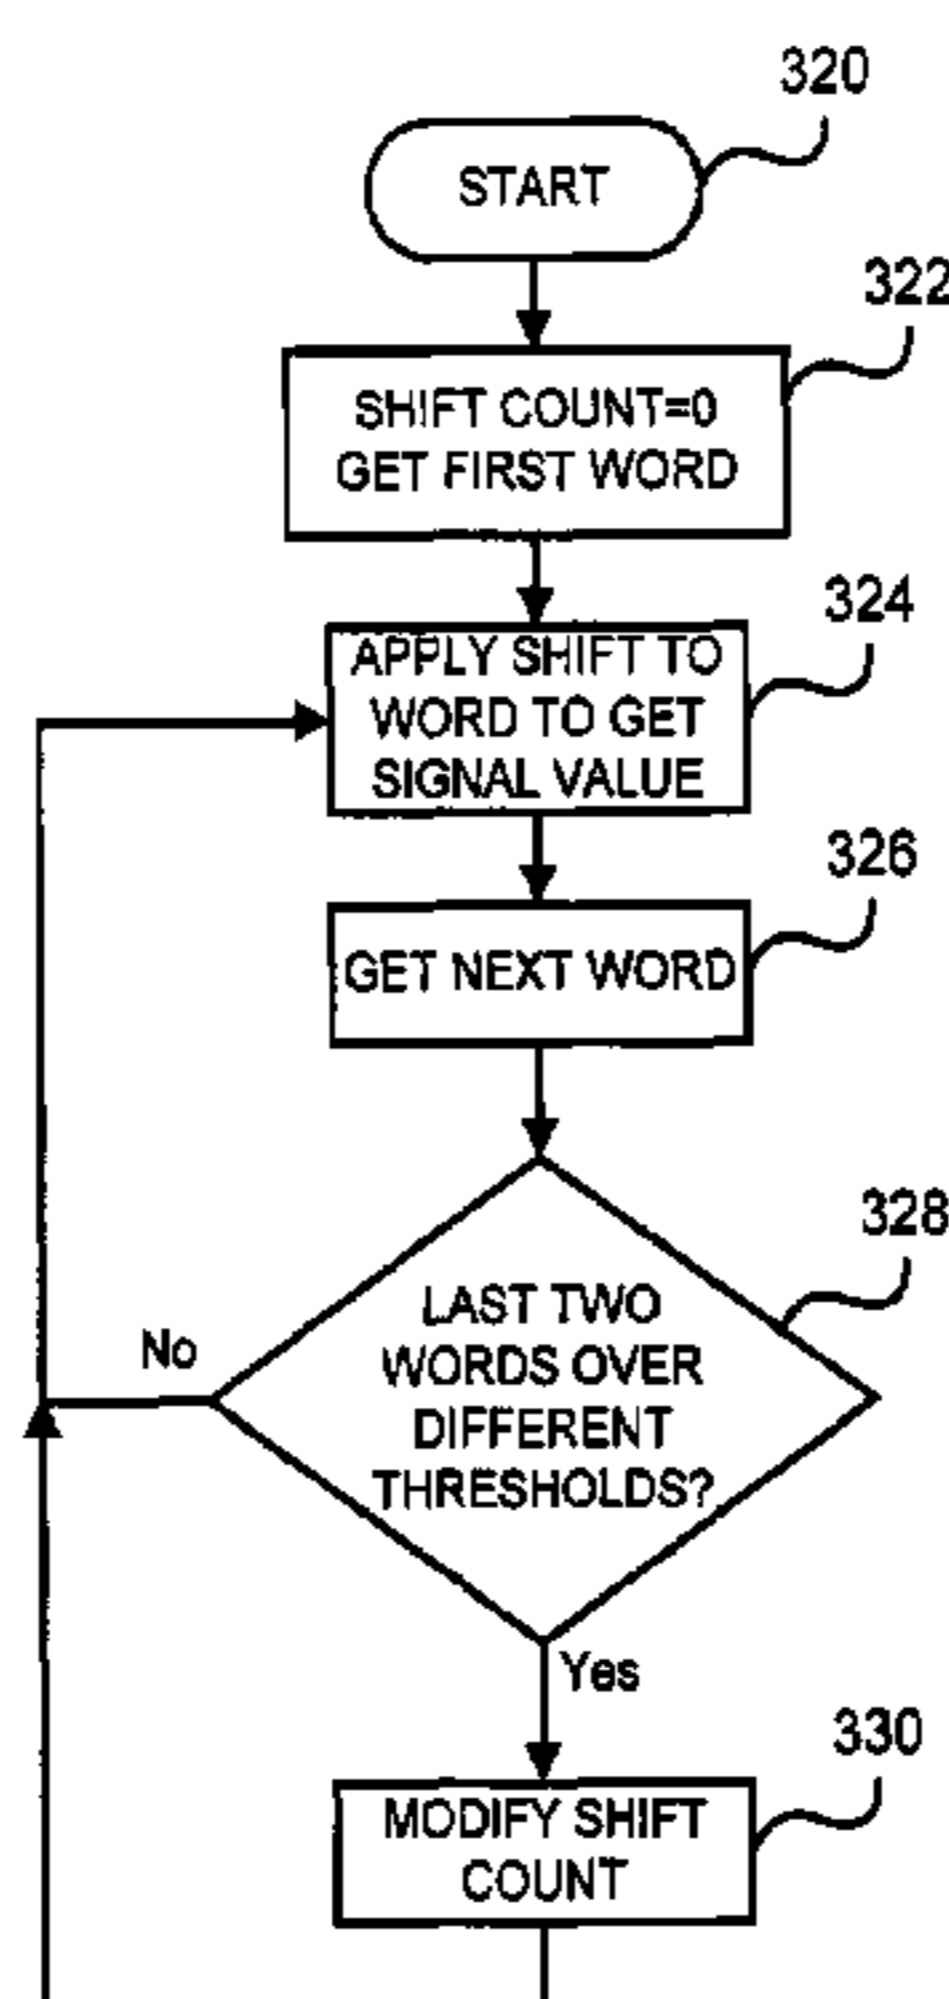 320
START
322
SHIFT COUNT=0
GET FIRST WORD
324
APPLY SHIFT TO
WORD TO GET
SIGNAL VALUE
326
GET NEXT WORD
328
LAST TWO
WORDS OVER
DIFFERENT
THRESHOLDS?
No
Yes
330
MODIFY SHIFT
COUNT